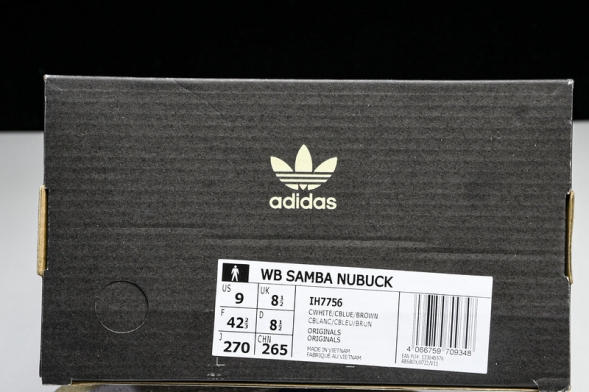 adidas
WB SAMBA NUBUCK
US 9 UK 8½
F 42⅔ D 8½
J 270 CHN 265
IH7756
CWHITE/CBLUE/BROWN
CBLANC/CBLEU/BRUN
ORIGINALS
ORIGINALS
MADE IN VIETNAM
FABRIQUE AU VIETNAM
4 066759 709348